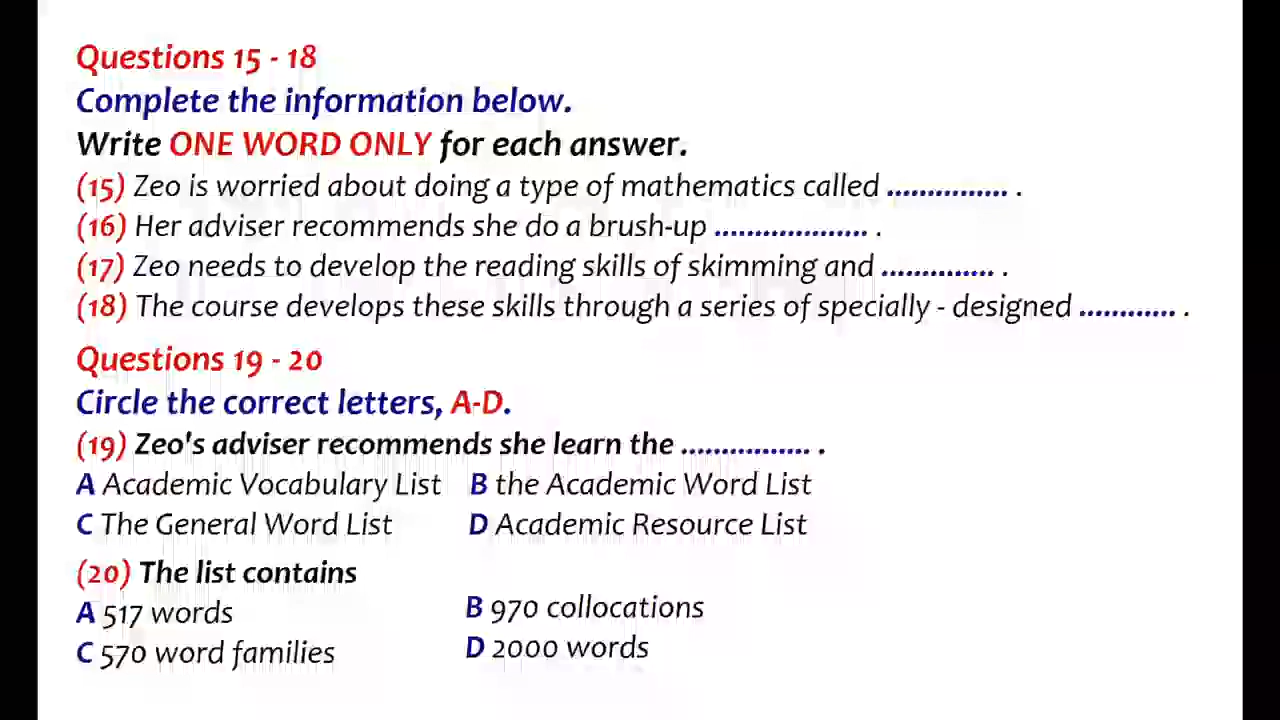 Questions 15 - 18
Complete the information below.
Write ONE WORD ONLY for each answer.
(15) Zeo is worried about doing a type of mathematics called ............... .
(16) Her adviser recommends she do a brush-up ................... .
(17) Zeo needs to develop the reading skills of skimming and .............. .
(18) The course develops these skills through a series of specially - designed ............ .
Questions 19 - 20
Circle the correct letters, A-D.
(19) Zeo's adviser recommends she learn the ................ .
A Academic Vocabulary List B the Academic Word List
C The General Word List D Academic Resource List
(20) The list contains
A 517 words B 970 collocations
C 570 word families D 2000 words